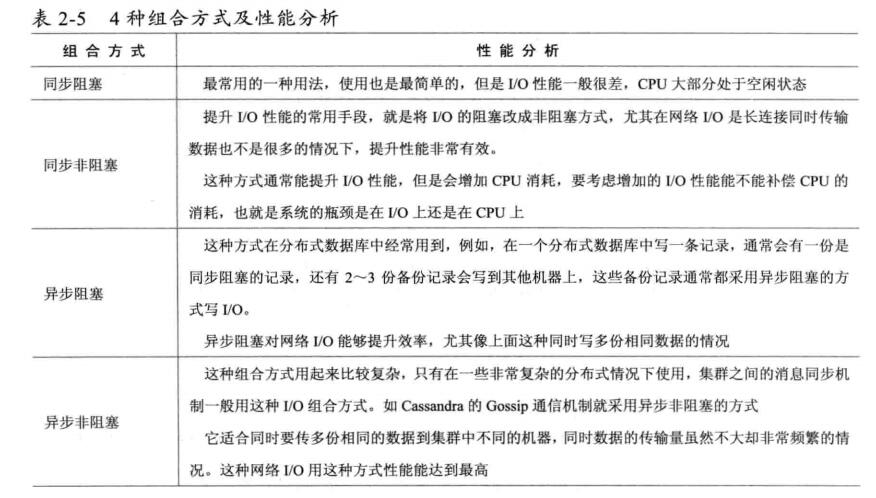 表 2-5 4 种组合方式及性能分析
组合方式 性能分析
同步阻塞 最常用的一种用法，使用也是最简单的，但是 I/O 性能一般很差，CPU 大部分处于空闲状态
提升 I/O 性能的常用手段，就是将 I/O 的阻塞改成非阻塞方式，尤其在网络 I/O 是长连接同时传输
数据也不是很多的情况下，提升性能非常有效。
同步非阻塞
这种方式通常能提升 I/O 性能，但是会增加 CPU 消耗，要考虑增加的 I/O 性能能不能补偿 CPU 的
消耗，也就是系统的瓶颈是在 I/O 上还是在 CPU 上
这种方式在分布式数据库中经常用到，例如，在一个分布式数据库中写一条记录，通常会有一份是
同步阻塞的记录，还有 2～3 份备份记录会写到其他机器上，这些备份记录通常都采用异步阻塞的方
异步阻塞
式写 I/O。
异步阻塞对网络 I/O 能够提升效率，尤其像上面这种同时写多份相同数据的情况
这种组合方式用起来比较复杂，只有在一些非常复杂的分布式情况下使用，集群之间的消息同步机
制一般用这种 I/O 组合方式。如 Cassandra 的 Gossip 通信机制就采用异步非阻塞的方式
异步非阻塞
它适合同时要传多份相同的数据到集群中不同的机器，同时数据的传输量虽然不大却非常频繁的情
况。这种网络 I/O 用这种方式性能能达到最高